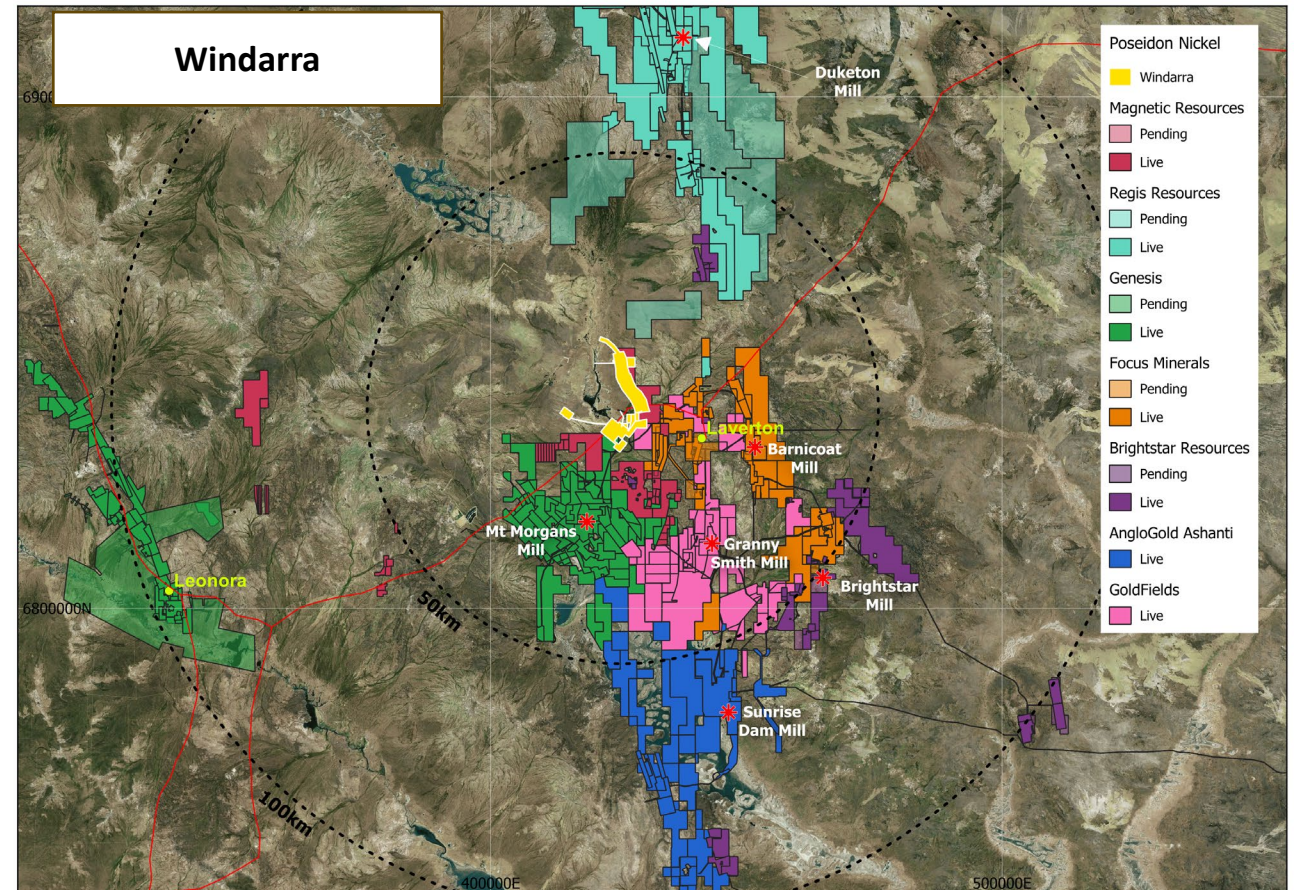 Windarra
Duketon
Mill
Laverton
Barnicoat
Mill
Mt Morgans
Mill
Granny
Smith Mill
Brightstar
Mill
Leonora
50km
6800000N
Sunrise
Dam Mill
100km
400000E
500000E
Poseidon Nickel
Windarra
Magnetic Resources
Pending
Live
Regis Resources
Pending
Live
Genesis
Pending
Live
Focus Minerals
Pending
Live
Brightstar Resources
Pending
Live
AngloGold Ashanti
Live
GoldFields
Live